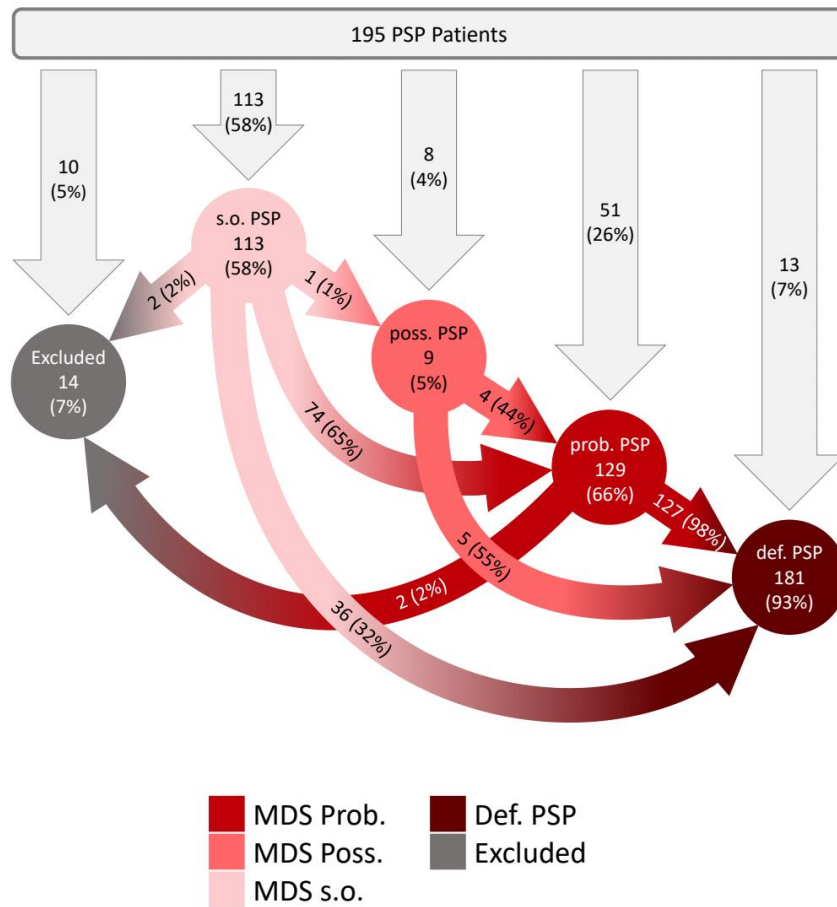 195 PSP Patients
10
(5%)
113
(58%)
8
(4%)
51
(26%)
13
(7%)
s.o. PSP
113
(58%)
2 (2%)
1 (1%)
poss. PSP
9
(5%)
Excluded
14
(7%)
4 (44%)
74 (65%)
prob. PSP
129
(66%)
127 (98%)
5 (55%)
def. PSP
181
(93%)
2 (2%)
36 (32%)
MDS Prob.
Def. PSP
MDS Poss.
Excluded
MDS s.o.